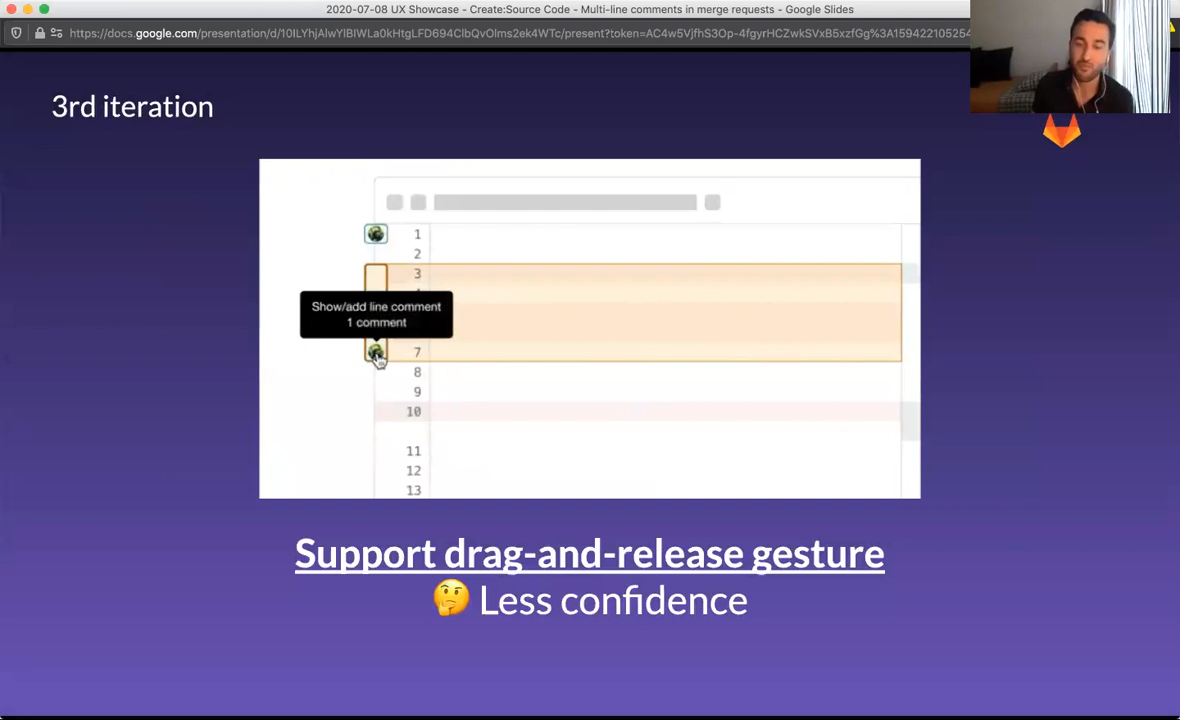 2020-07-08 UX Showcase - Create:Source Code - Multi-line comments in merge requests - Google Slides
3rd iteration
1
2
3
Show/add line comment
1 comment
7
8
9
10
11
12
13
Support drag-and-release gesture
🤔 Less confidence